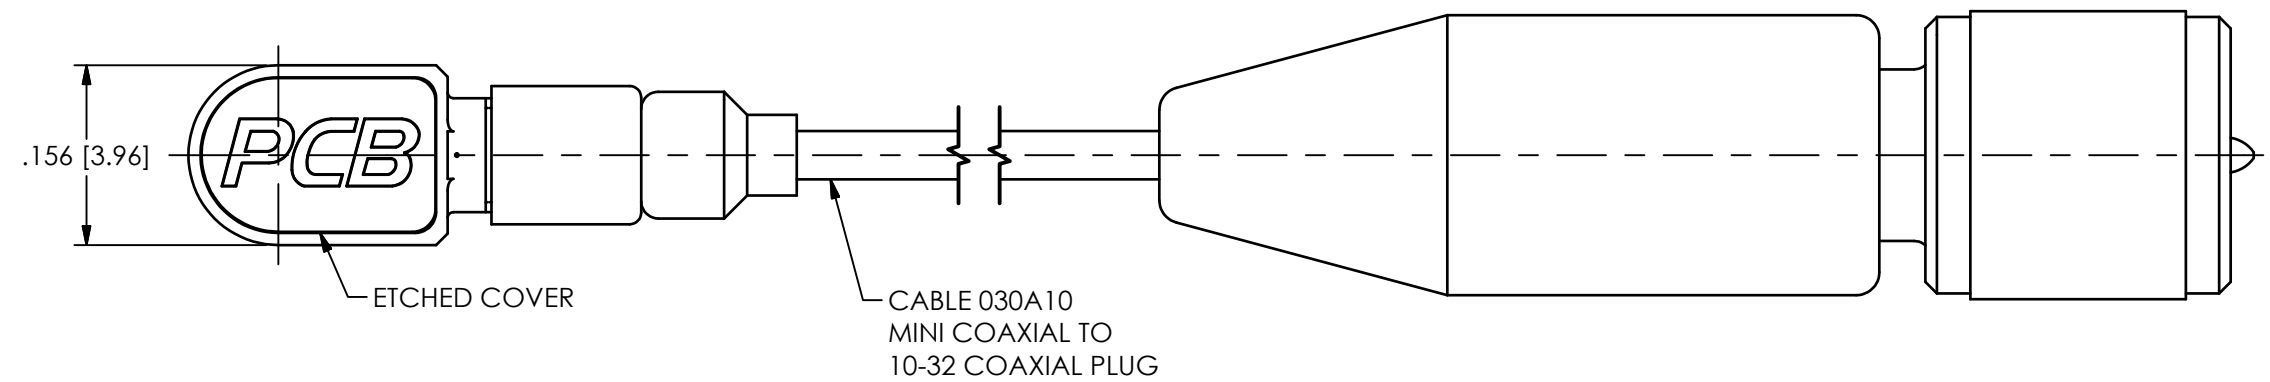 PCB
.156 [3.96]
ETCHED COVER
CABLE 030A10
MINI COAXIAL TO
10-32 COAXIAL PLUG